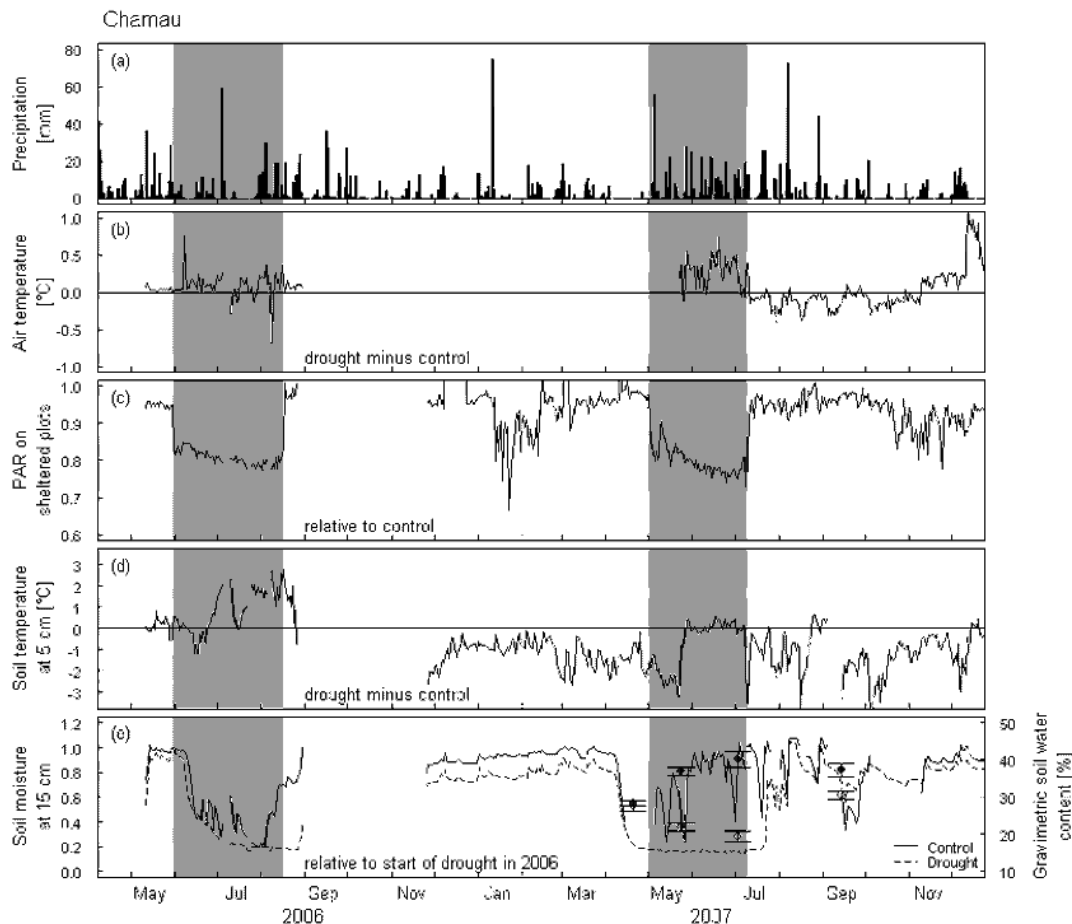 Chamau
(a)
Precipitation
[mm]
80
60
40
20
0
(b)
Air temperature
[°C]
1.0
0.5
0.0
-0.5
-1.0
drought minus control
(c)
PAR on
sheltered plots
1.0
0.9
0.8
0.7
0.6
relative to control
(d)
Soil temperature
at 5 cm [°C]
3
2
1
0
-1
-2
-3
drought minus control
(e)
Soil moisture
at 15 cm
1.2
1.0
0.8
0.6
0.4
0.2
0.0
relative to start of drought in 2006
Control
Drought
50
40
30
20
10
Gravimetric soil water
content [%]
May Jul Sep Nov Jan Mar May Jul Sep Nov
2006 2007